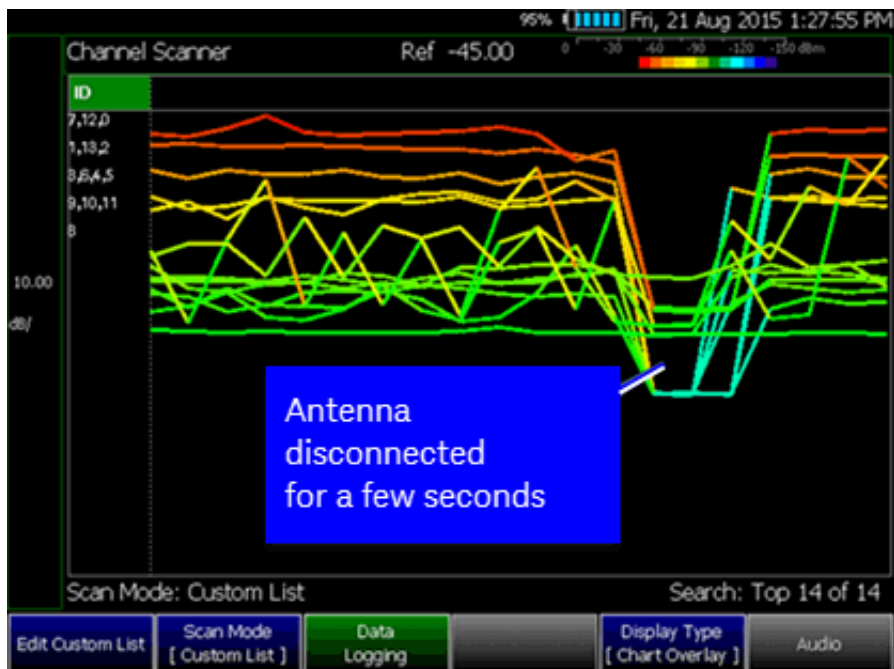 95% Fri, 21 Aug 2015 1:27:55 PM
Channel Scanner Ref -45.00 0 -30 -60 -90 -120 -150 dBm
ID
7,12,0
1,13,2
3,6,4,5
9,10,11
8
10.00
dB/
Antenna
disconnected
for a few seconds
Scan Mode: Custom List Search: Top 14 of 14
Edit Custom List
Scan Mode
[ Custom List ]
Data
Logging
Display Type
[ Chart Overlay ]
Audio